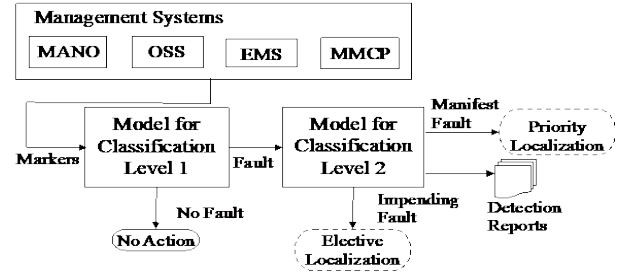 Management Systems
MANO
OSS
EMS
MMCP
Markers
Model for
Classification
Level 1
Fault
Model for
Classification
Level 2
Manifest
Fault
Priority
Localization
No Fault
No Action
Impending
Fault
Elective
Localization
Detection
Reports